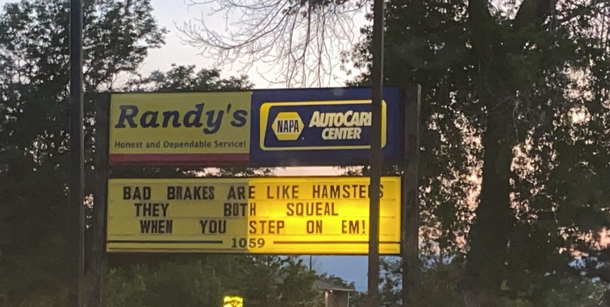 Randy's
Honest and Dependable Service!
NAPA AUTOCARE
CENTER
BAD BRAKES ARE LIKE HAMSTERS
THEY BOTH SQUEAL
WHEN YOU STEP ON EM!
1059